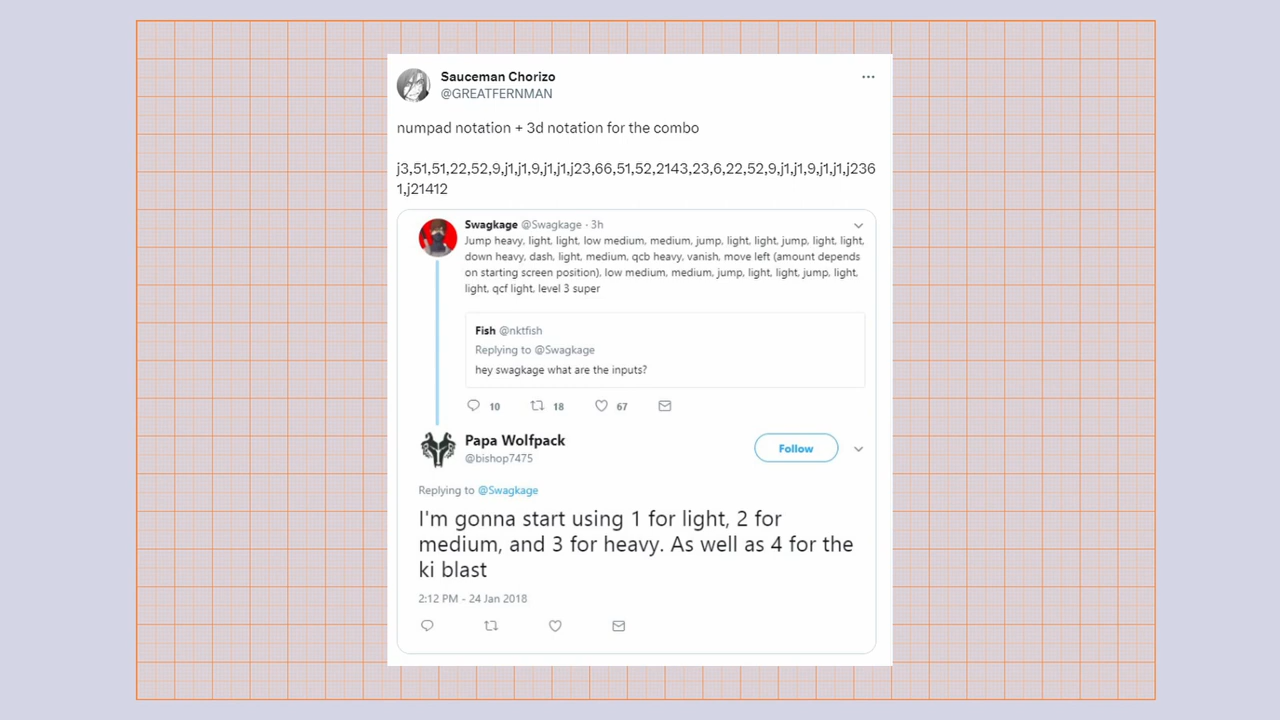 Sauceman Chorizo
@GREATFERNMAN
numpad notation + 3d notation for the combo
j3,51,51,22,52,9,j1,j1,9,j1,j1,j23,66,51,52,2143,23,6,22,52,9,j1,j1,9,j1,j1,j236
1,j21412
Swagkage @Swagkage · 3h
Jump heavy, light, light, low medium, medium, jump, light, light, jump, light, light,
down heavy, dash, light, medium, qcb heavy, vanish, move left (amount depends
on starting screen position), low medium, medium, jump, light, light, jump, light,
light, qcf light, level 3 super
Fish @nktfish
Replying to @Swagkage
hey swagkage what are the inputs?
10 18 67
Papa Wolfpack
@bishop7475
Follow
Replying to @Swagkage
I'm gonna start using 1 for light, 2 for
medium, and 3 for heavy. As well as 4 for the
ki blast
2:12 PM - 24 Jan 2018